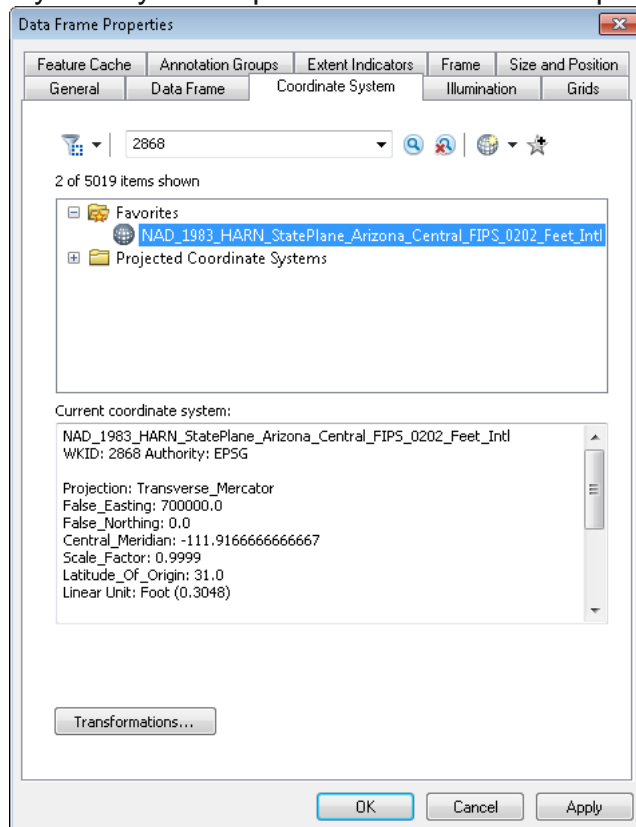 Data Frame Properties
Feature Cache Annotation Groups Extent Indicators Frame Size and Position
General Data Frame Coordinate System Illumination Grids
2868
2 of 5019 items shown
Favorites
NAD_1983_HARN_StatePlane_Arizona_Central_FIPS_0202_Feet_Intl
Projected Coordinate Systems
Current coordinate system:
NAD_1983_HARN_StatePlane_Arizona_Central_FIPS_0202_Feet_Intl
WKID: 2868 Authority: EPSG
Projection: Transverse_Mercator
False_Easting: 700000.0
False_Northing: 0.0
Central_Meridian: -111.9166666666667
Scale_Factor: 0.9999
Latitude_Of_Origin: 31.0
Linear Unit: Foot (0.3048)
Transformations...
OK Cancel Apply